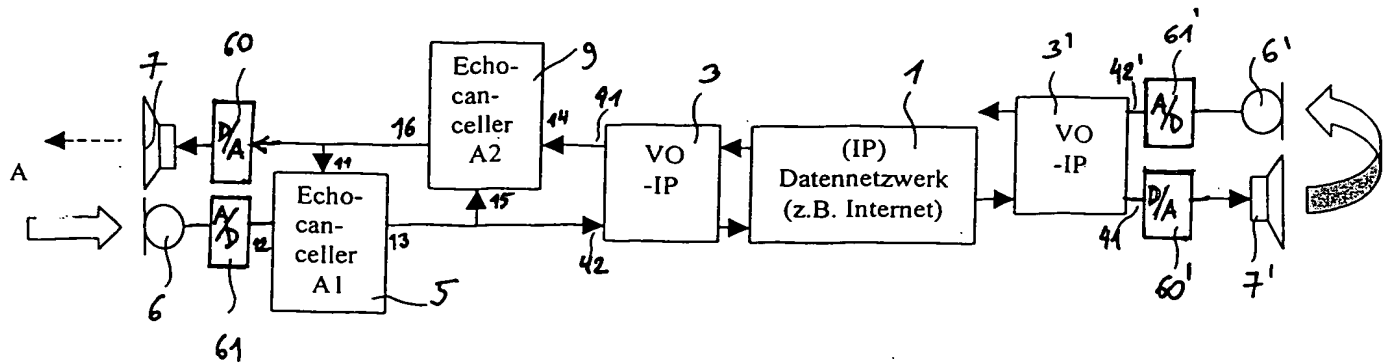 60
7
D/A
A
A/D
6
61
16
11
12
Echo-
can-
celler
A1
13
5
Echo-
can-
celler
A2
9
14
15
41
42
VO
-IP
3
(IP)
Datennetzwerk
(z.B. Internet)
1
VO
-IP
3'
42'
A/D
61'
6'
41
D/A
60'
7'